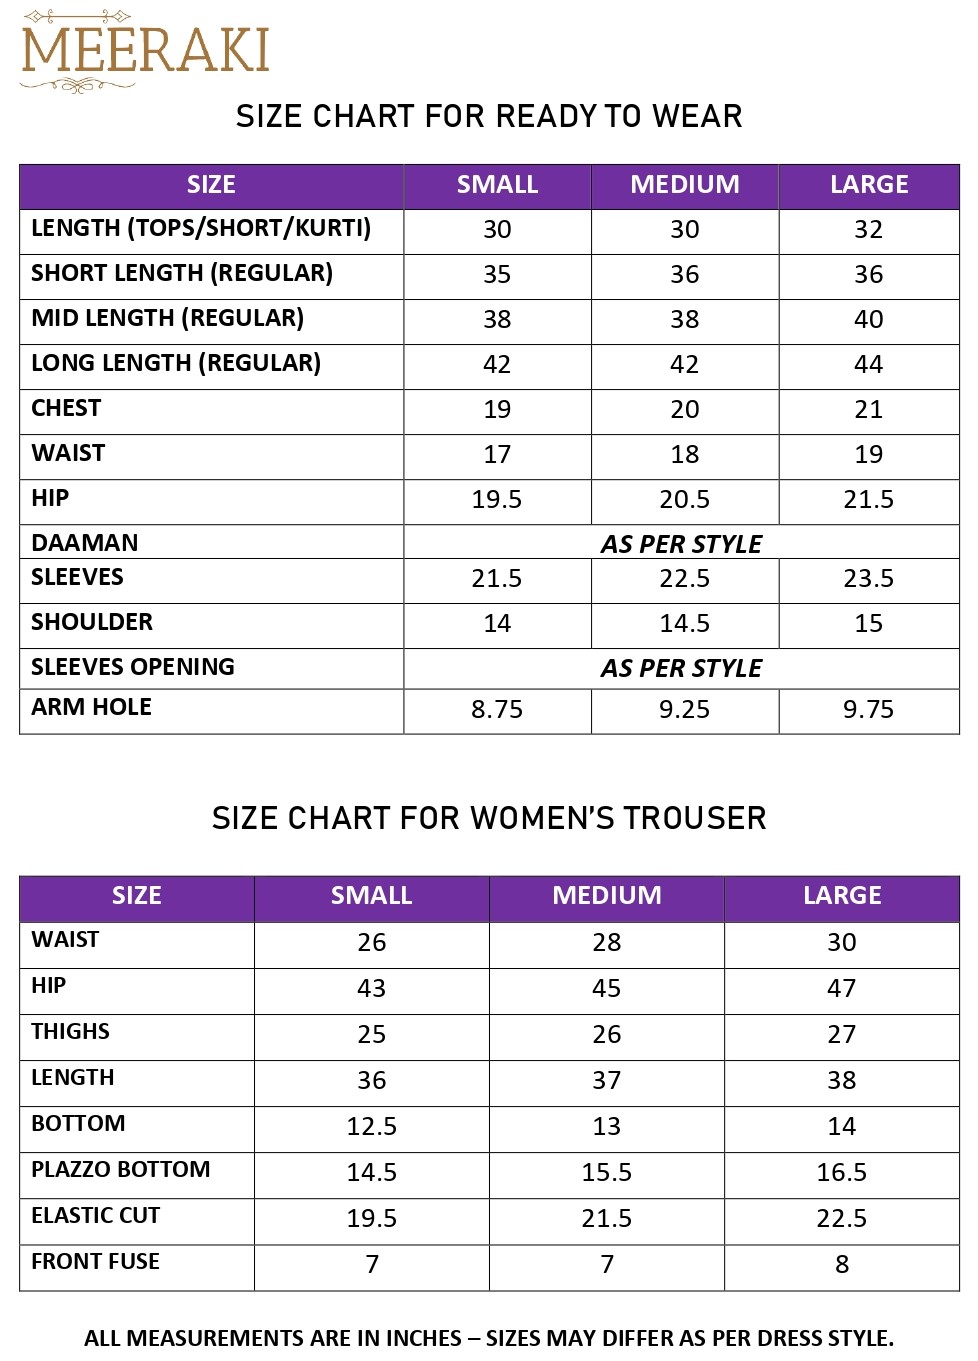 MEERAKI
SIZE CHART FOR READY TO WEAR
SIZE SMALL MEDIUM LARGE
LENGTH (TOPS/SHORT/KURTI) 30 30 32
SHORT LENGTH (REGULAR) 35 36 36
MID LENGTH (REGULAR) 38 38 40
LONG LENGTH (REGULAR) 42 42 44
CHEST 19 20 21
WAIST 17 18 19
HIP 19.5 20.5 21.5
DAAMAN AS PER STYLE
SLEEVES 21.5 22.5 23.5
SHOULDER 14 14.5 15
SLEEVES OPENING AS PER STYLE
ARM HOLE 8.75 9.25 9.75
SIZE CHART FOR WOMEN’S TROUSER
SIZE SMALL MEDIUM LARGE
WAIST 26 28 30
HIP 43 45 47
THIGHS 25 26 27
LENGTH 36 37 38
BOTTOM 12.5 13 14
PLAZZO BOTTOM 14.5 15.5 16.5
ELASTIC CUT 19.5 21.5 22.5
FRONT FUSE 7 7 8
ALL MEASUREMENTS ARE IN INCHES – SIZES MAY DIFFER AS PER DRESS STYLE.